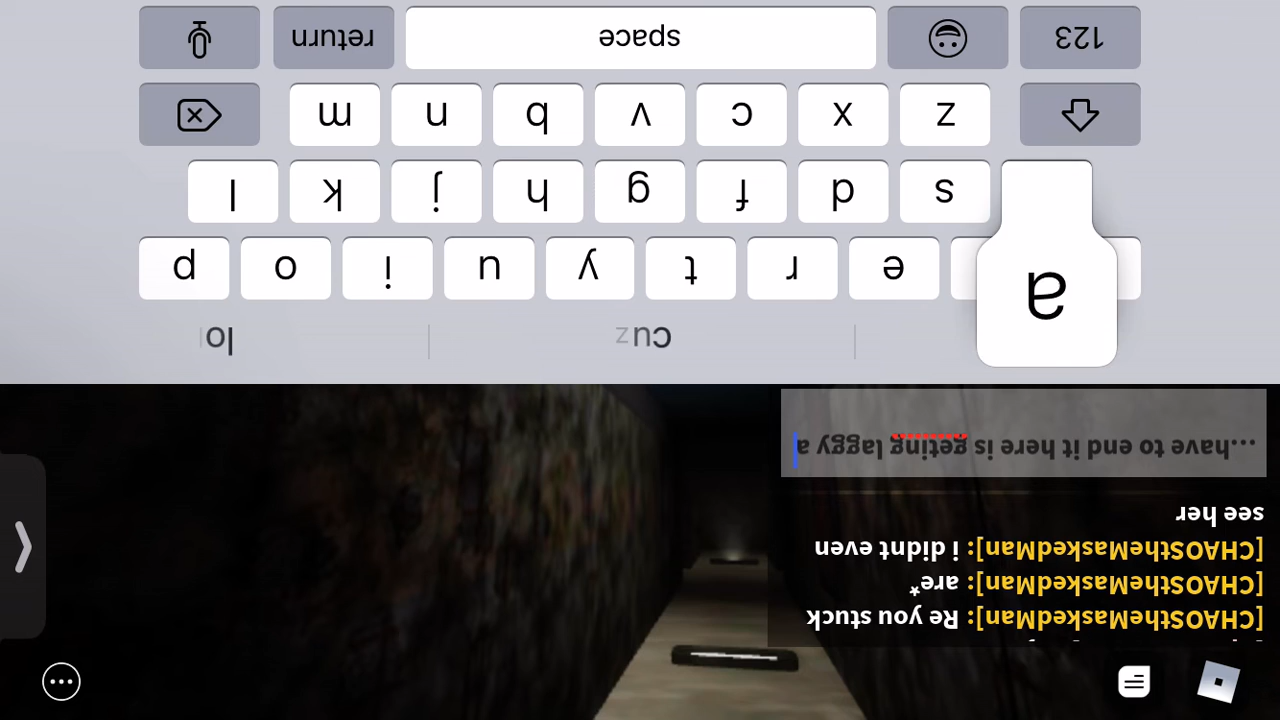 [CHAOStheMaskedMan]: Re you stuck
[CHAOStheMaskedMan]: are*
[CHAOStheMaskedMan]: i didnt even
see her
...have to end it here is geting laggy a
cuz lo
e r t y u i o p
a s d f g h j k l
z x c v b n m
123 space return